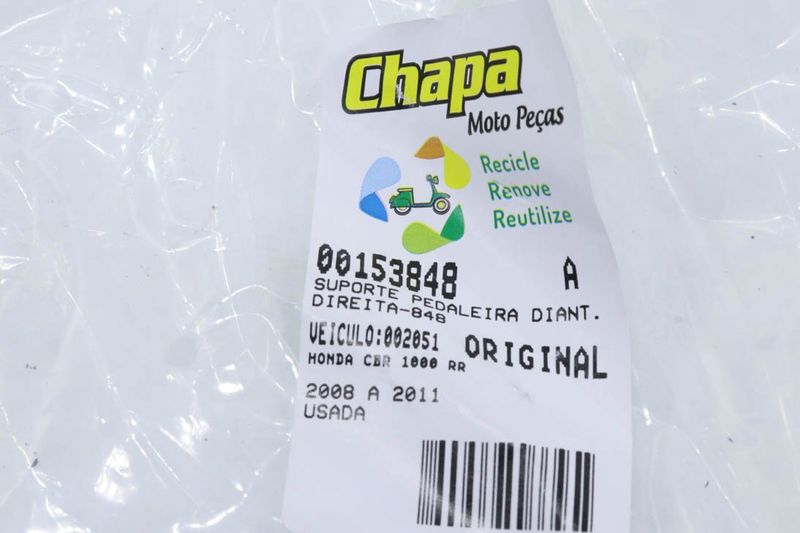 Chapa
Moto Peças
Recicle
Renove
Reutilize
00153848 A
SUPORTE PEDALEIRA DIANT.
DIREITA-848
VEICULO:002051 ORIGINAL
HONDA CBR 1000 RR
2008 A 2011
USADA